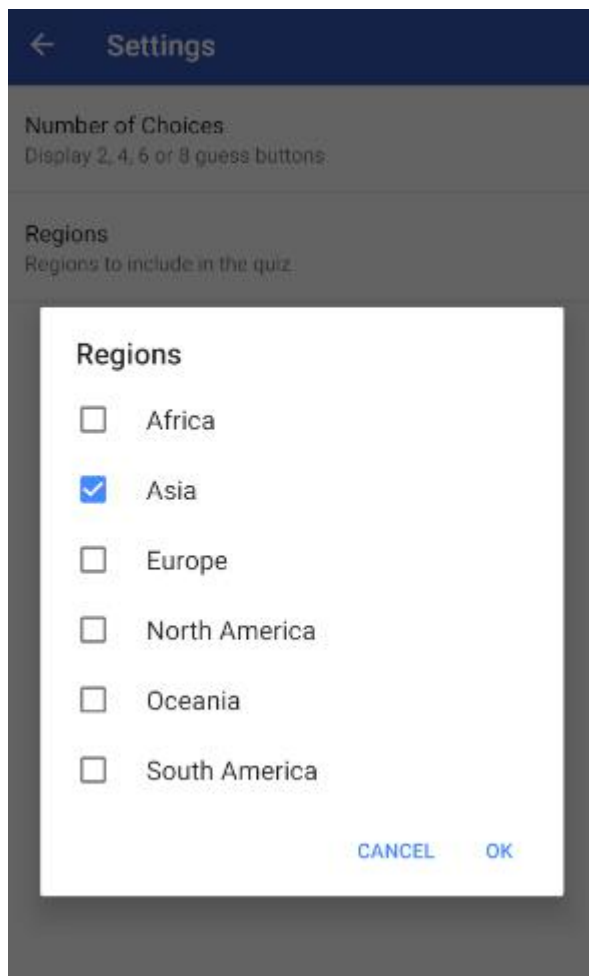 Settings
Number of Choices
Display 2, 4, 6 or 8 guess buttons
Regions
Regions to include in the quiz
Regions
Africa
Asia
Europe
North America
Oceania
South America
CANCEL OK